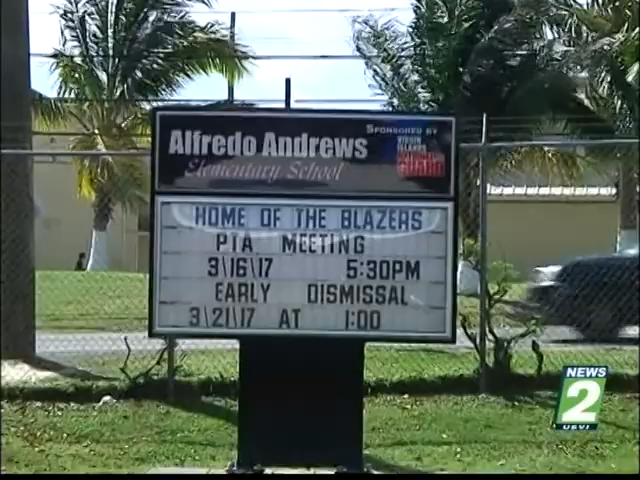 Alfredo Andrews
Elementary School
SPONSORED BY
VIRGIN
ISLANDS
GUARD
HOME OF THE BLAZERS
PTA MEETING
3\16\17 5:30PM
EARLY DISMISSAL
3\21\17 AT 1:00
NEWS
2
USVI